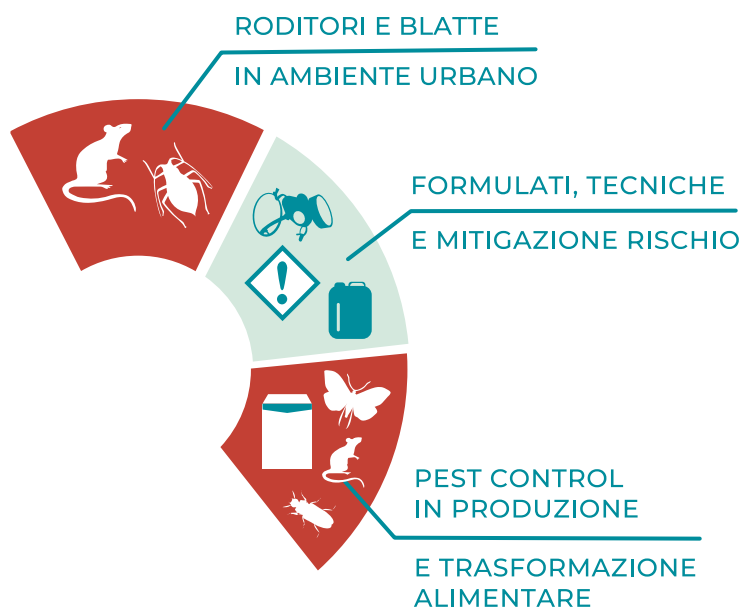 RODITORI E BLATTE
IN AMBIENTE URBANO
FORMULATI, TECNICHE
E MITIGAZIONE RISCHIO
PEST CONTROL
IN PRODUZIONE
E TRASFORMAZIONE
ALIMENTARE